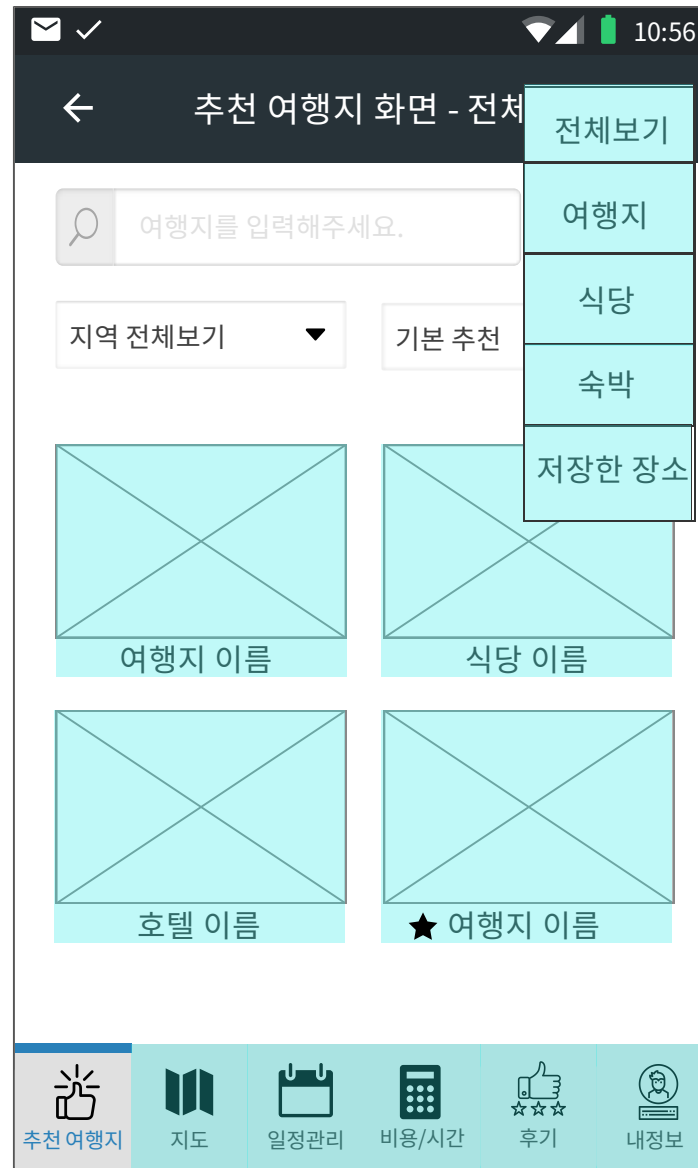 10:56
추천 여행지 화면 - 전체
전체보기
여행지
식당
숙박
저장한 장소
여행지를 입력해주세요.
지역 전체보기
기본 추천
여행지 이름
식당 이름
호텔 이름
여행지 이름
추천 여행지
지도
일정관리
비용/시간
후기
내정보